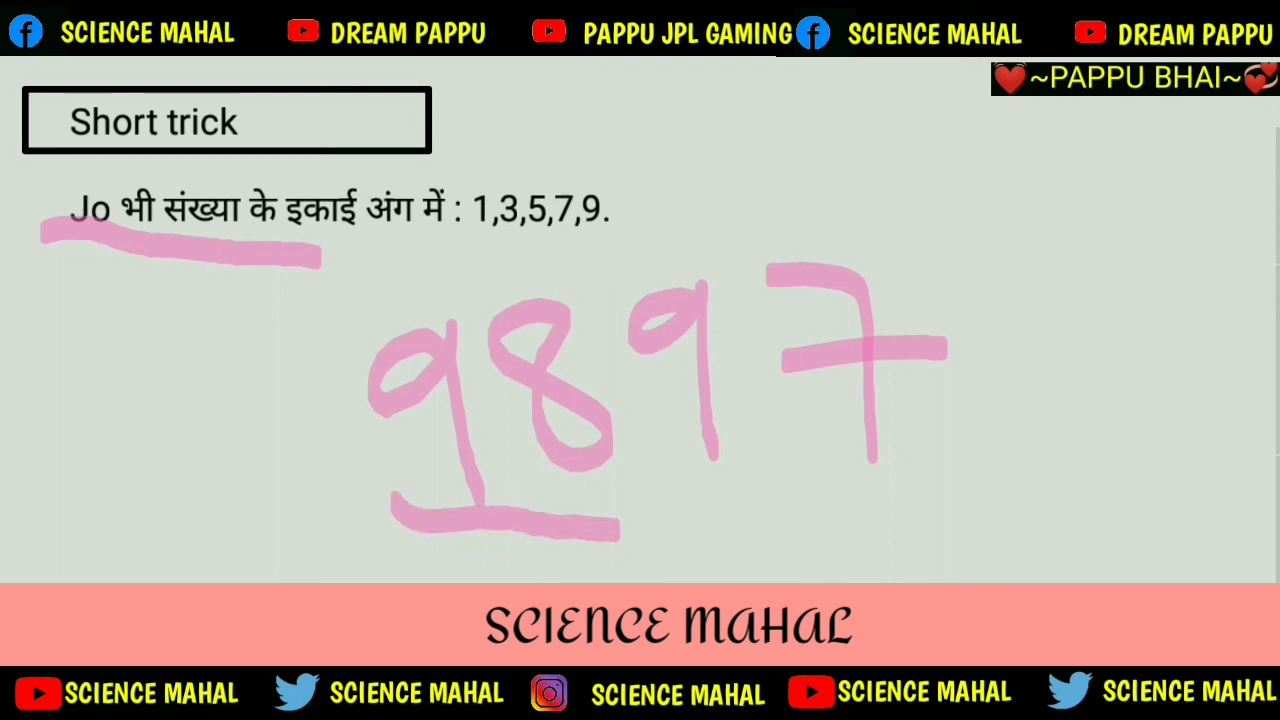 SCIENCE MAHAL DREAM PAPPU PAPPU JPL GAMING SCIENCE MAHAL DREAM PAPPU
~PAPPU BHAI~
Short trick
Jo भी संख्या के इकाई अंग में : 1,3,5,7,9.
9897
SCIENCE MAHAL
SCIENCE MAHAL SCIENCE MAHAL SCIENCE MAHAL SCIENCE MAHAL SCIENCE MAHAL